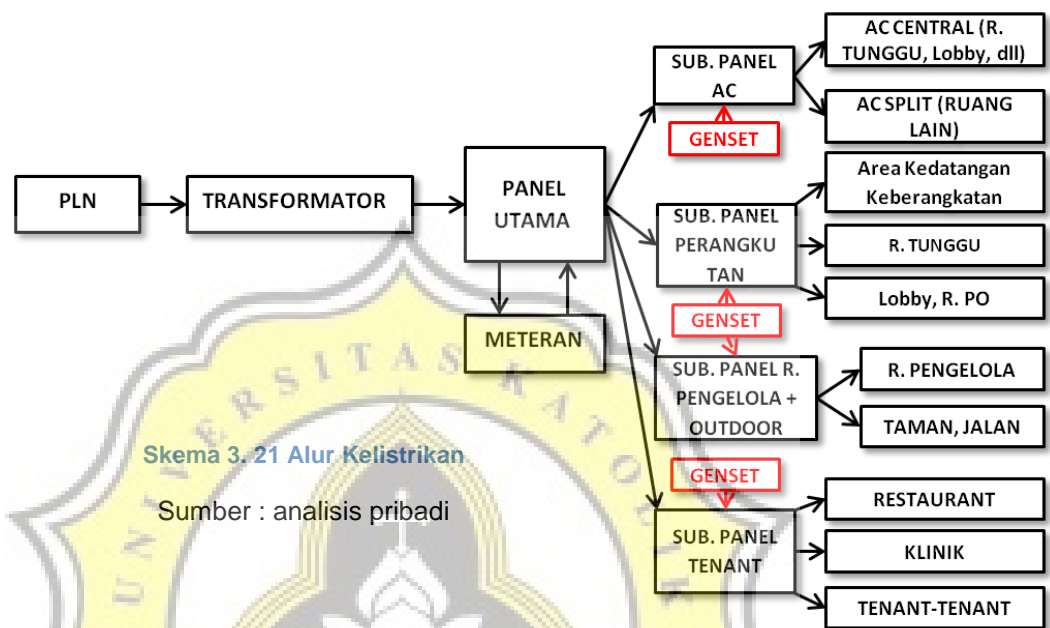 PLN
TRANSFORMATOR
PANEL
UTAMA
METERAN
SUB. PANEL
AC
GENSET
AC CENTRAL (R.
TUNGGU, Lobby, dll)
AC SPLIT (RUANG
LAIN)
SUB. PANEL
PERANGKU
TAN
Area Kedatangan
Keberangkatan
R. TUNGGU
Lobby, R. PO
GENSET
SUB. PANEL R.
PENGELOLA +
OUTDOOR
R. PENGELOLA
TAMAN, JALAN
GENSET
SUB. PANEL
TENANT
RESTAURANT
KLINIK
TENANT-TENANT
Skema 3. 21 Alur Kelistrikan
Sumber : analisis pribadi
UNIVERSITAS KATOLIK